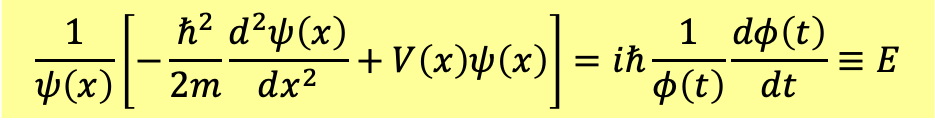 1/ψ(x) [−ℏ²/2m d²ψ(x)/dx² + V(x)ψ(x)] = iℏ 1/ϕ(t) dϕ(t)/dt ≡ E